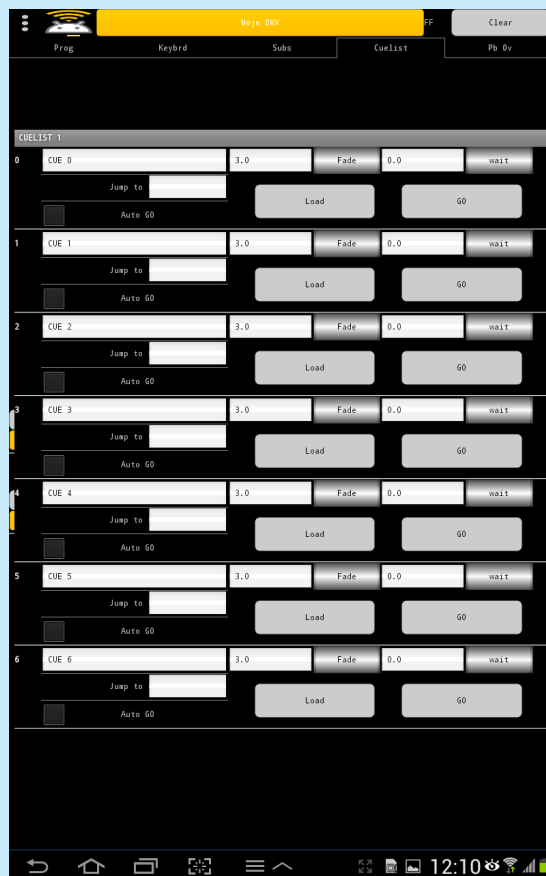 Moje DMX FF Clear
Prog Keybrd Subs Cuelist Pb Ov
CUELIST 1
0 CUE 0 3.0 Fade 0.0 wait
Jump to
Load GO
Auto GO
1 CUE 1 3.0 Fade 0.0 wait
Jump to
Load GO
Auto GO
2 CUE 2 3.0 Fade 0.0 wait
Jump to
Load GO
Auto GO
3 CUE 3 3.0 Fade 0.0 wait
Jump to
Load GO
Auto GO
4 CUE 4 3.0 Fade 0.0 wait
Jump to
Load GO
Auto GO
5 CUE 5 3.0 Fade 0.0 wait
Jump to
Load GO
Auto GO
6 CUE 6 3.0 Fade 0.0 wait
Jump to
Load GO
Auto GO
12:10